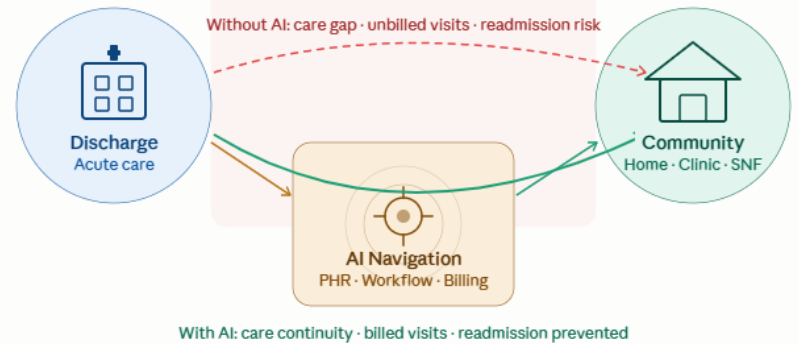 Without AI: care gap · unbilled visits · readmission risk
Discharge
Acute care
Community
Home · Clinic · SNF
AI Navigation
PHR · Workflow · Billing
With AI: care continuity · billed visits · readmission prevented